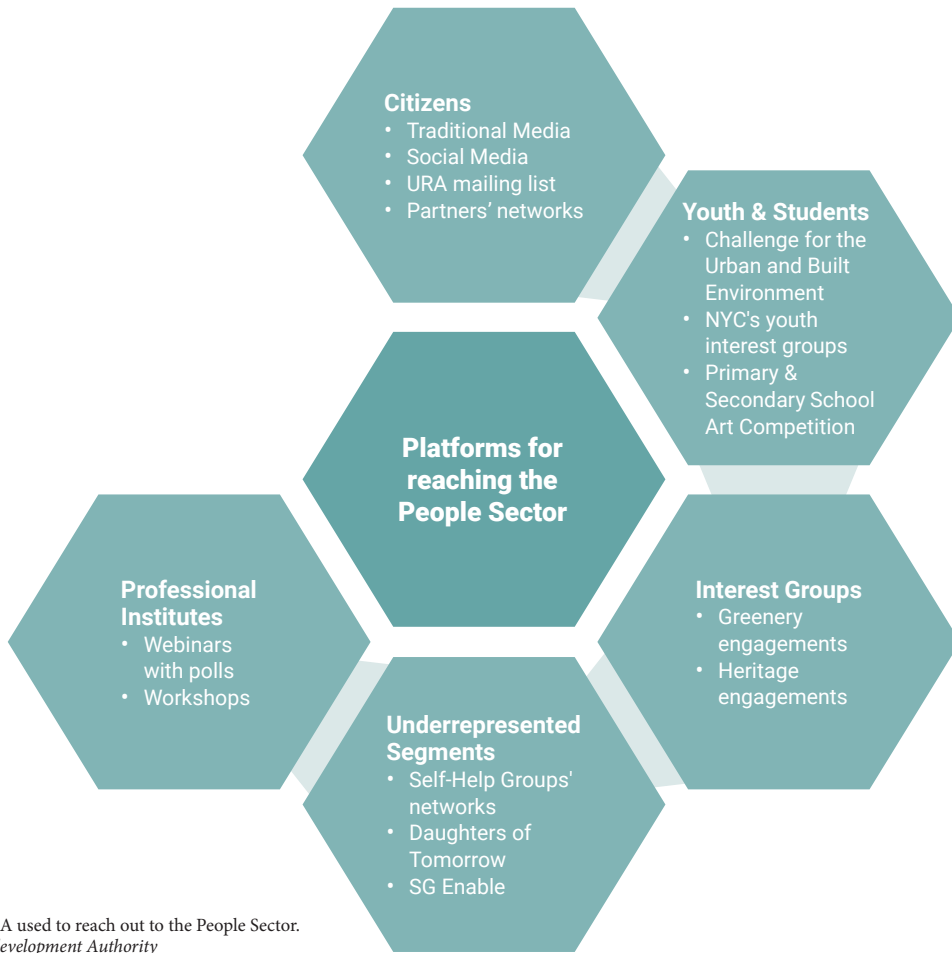 Citizens
• Traditional Media
• Social Media
• URA mailing list
• Partners’ networks
Youth & Students
• Challenge for the
Urban and Built
Environment
• NYC's youth
interest groups
• Primary &
Secondary School
Art Competition
Platforms for
reaching the
People Sector
Professional
Institutes
• Webinars
with polls
• Workshops
Interest Groups
• Greenery
engagements
• Heritage
engagements
Underrepresented
Segments
• Self-Help Groups'
networks
• Daughters of
Tomorrow
• SG Enable
A used to reach out to the People Sector.
evelopment Authority